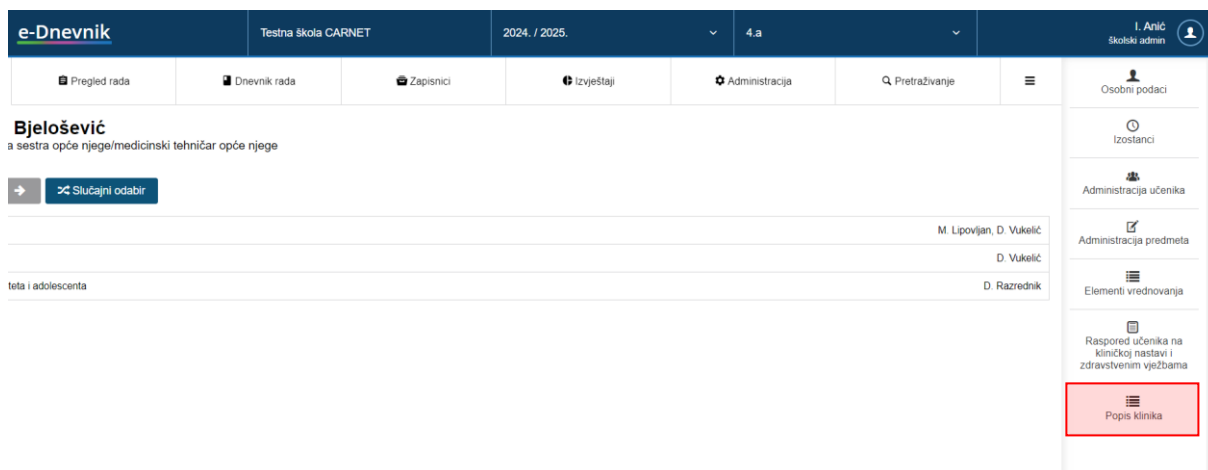 e-Dnevnik
Testna škola CARNET
2024. / 2025.
4.a
I. Anić
školski admin
Pregled rada
Dnevnik rada
Zapisnici
Izvještaji
Administracija
Pretraživanje
Bjelošević
a sestra opće njege/medicinski tehničar opće njege
Slučajni odabir
M. Lipovljan, D. Vukelić
D. Vukelić
teta i adolescenta D. Razrednik
Osobni podaci
Izostanci
Administracija učenika
Administracija predmeta
Elementi vrednovanja
Raspored učenika na
kliničkoj nastavi i
zdravstvenim vježbama
Popis klinika